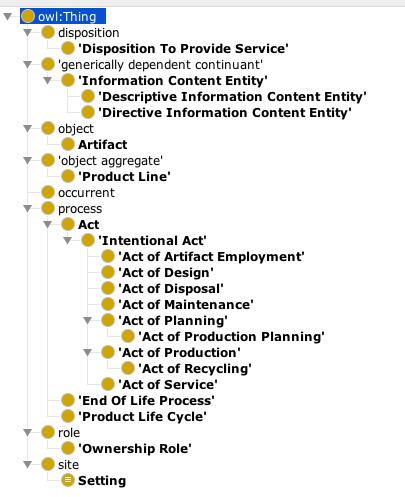 owl:Thing
disposition
'Disposition To Provide Service'
'generically dependent continuant'
'Information Content Entity'
'Descriptive Information Content Entity'
'Directive Information Content Entity'
object
Artifact
'object aggregate'
'Product Line'
occurrent
process
Act
'Intentional Act'
'Act of Artifact Employment'
'Act of Design'
'Act of Disposal'
'Act of Maintenance'
'Act of Planning'
'Act of Production Planning'
'Act of Production'
'Act of Recycling'
'Act of Service'
'End Of Life Process'
'Product Life Cycle'
role
'Ownership Role'
site
Setting